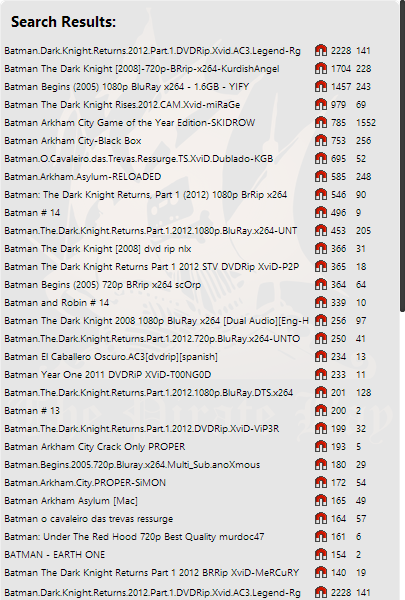 Search Results:
Batman.Dark.Knight.Returns.2012.Part.1.DVDRip.Xvid.AC3.Legend-Rg 2228 141
Batman The Dark Knight [2008]-720p-BRrip-x264-KurdishAngel 1704 228
Batman Begins (2005) 1080p BluRay x264 - 1.6GB - YIFY 1457 243
Batman The Dark Knight Rises.2012.CAM.Xvid-miRaGe 979 69
Batman Arkham City Game of the Year Edition-SKIDROW 785 1552
Batman Arkham City-Black Box 753 256
Batman.O.Cavaleiro.das.Trevas.Ressurge.TS.XviD.Dublado-KGB 695 52
Batman.Arkham.Asylum-RELOADED 585 248
Batman: The Dark Knight Returns, Part 1 (2012) 1080p BrRip x264 546 90
Batman # 14 496 9
Batman.The.Dark.Knight.Returns.Part.1.2012.1080p.BluRay.x264-UNT 453 205
Batman The Dark Knight [2008] dvd rip nlx 366 31
Batman The Dark Knight Returns Part 1 2012 STV DVDRip XviD-P2P 365 18
Batman Begins (2005) 720p BRrip x264 scOrp 364 64
Batman and Robin # 14 339 10
Batman The Dark Knight 2008 1080p BluRay x264 [Dual Audio][Eng-H 256 97
Batman.The.Dark.Knight.Returns.Part.1.2012.720p.BluRay.x264-UNTO 250 41
Batman El Caballero Oscuro.AC3[dvdrip][spanish] 234 13
Batman Year One 2011 DVDRiP XViD-T00NG0D 233 11
Batman.The.Dark.Knight.Returns.Part.1.2012.1080p.BluRay.DTS.x264 201 128
Batman # 13 200 2
Batman.The.Dark.Knight.Returns.Part.1.2012.DVDRip.XviD-ViP3R 199 32
Batman Arkham City Crack Only PROPER 193 5
Batman.Begins.2005.720p.Bluray.x264.Multi_Sub.anoXmous 180 29
Batman.Arkham.City.PROPER-SiMON 172 54
Batman Arkham Asylum [Mac] 165 49
Batman o cavaleiro das trevas ressurge 164 57
Batman: Under The Red Hood 720p Best Quality murdoc47 161 6
BATMAN - EARTH ONE 154 2
Batman The Dark Knight Returns Part 1 2012 BRRip XviD-MeRCuRY 140 19
Batman.Dark.Knight.Returns.2012.Part.1.DVDRip.Xvid.AC3.Legend-Rg 2228 141